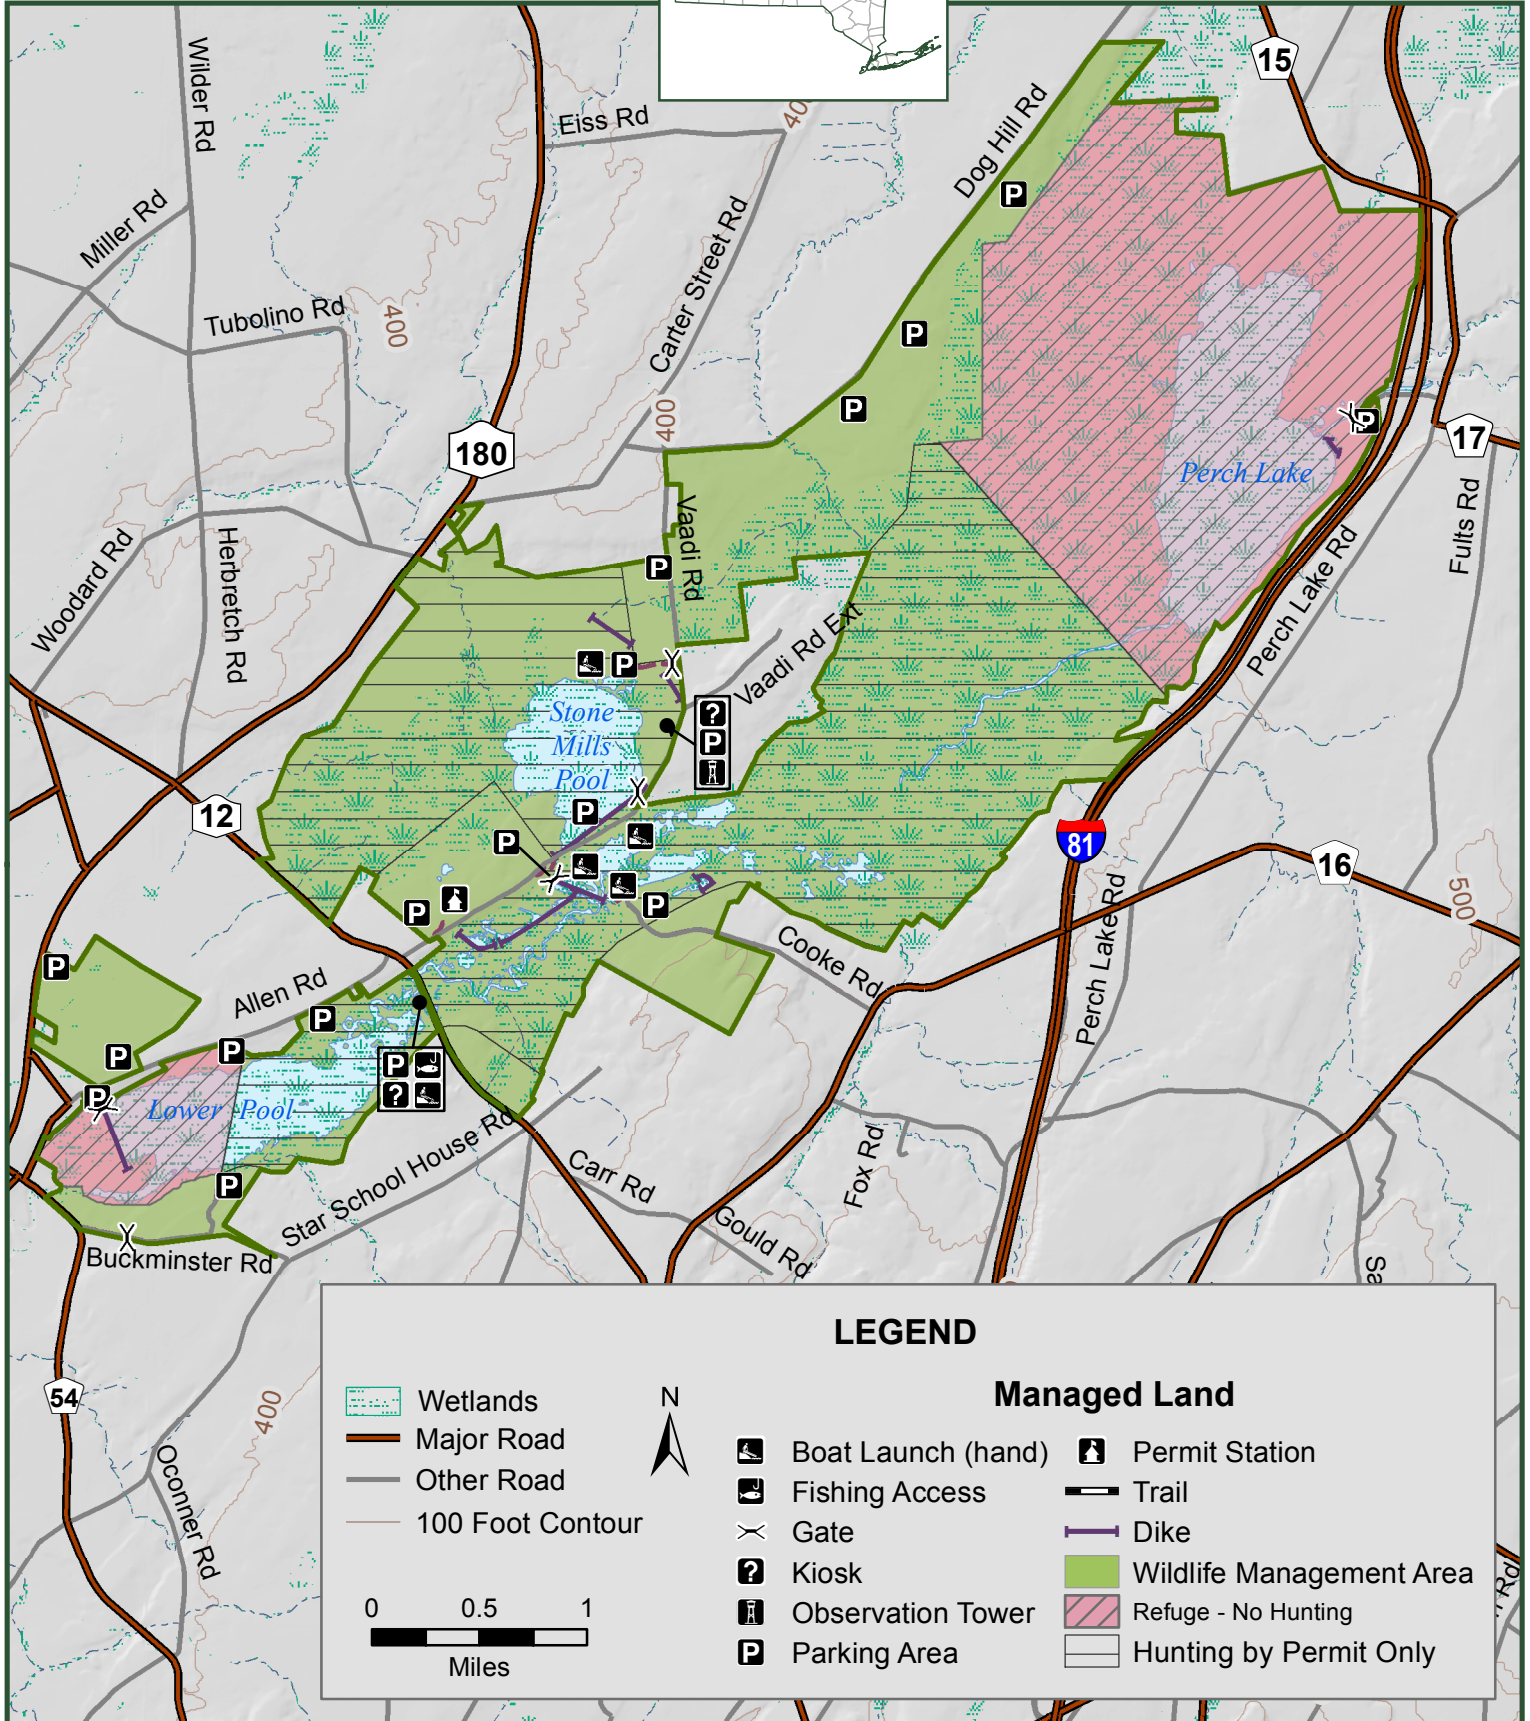 15
Wilder Rd
Eiss Rd
Dog Hill Rd
P
Miller Rd
Carter Street Rd
Tubolino Rd
400
P
P
400
P
180
17
Perch Lake
Vaadi Rd
Fults Rd
Woodard Rd
Herbretch Rd
P
Perch Lake Rd
Vaadi Rd Ext
P
Stone
Mills
Pool
?
P
12
P
P
81
16
Perch Lake Rd
500
P
P
Cooke Rd
P
Allen Rd
P
P
P
P
?
P
Lower Pool
Star School House Rd
Fox Rd
Carr Rd
P
Gould Rd
Buckminster Rd
Sa
54
400
Oconner Rd
Rd
LEGEND
Wetlands
Major Road
Other Road
100 Foot Contour
N
0 0.5 1
Miles
Managed Land
Boat Launch (hand)
Fishing Access
Gate
? Kiosk
Observation Tower
P Parking Area
Permit Station
Trail
Dike
Wildlife Management Area
Refuge - No Hunting
Hunting by Permit Only